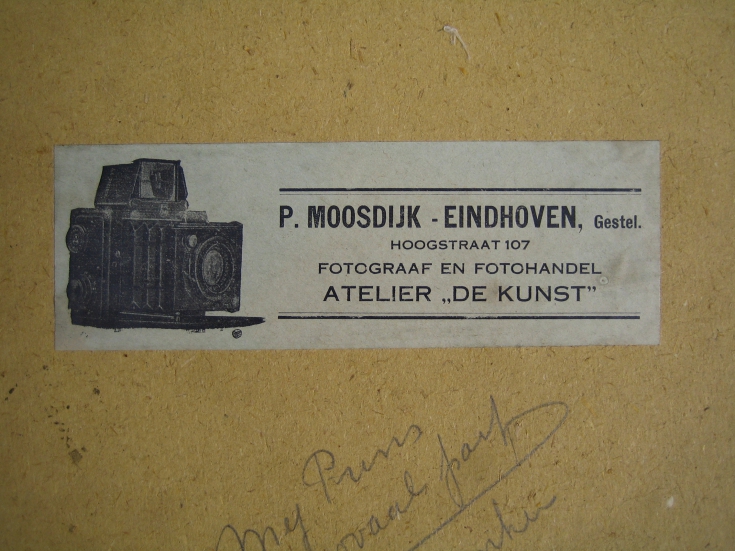 P. MOOSDIJK - EINDHOVEN, Gestel.
HOOGSTRAAT 107
FOTOGRAAF EN FOTOHANDEL
ATELIER „DE KUNST”